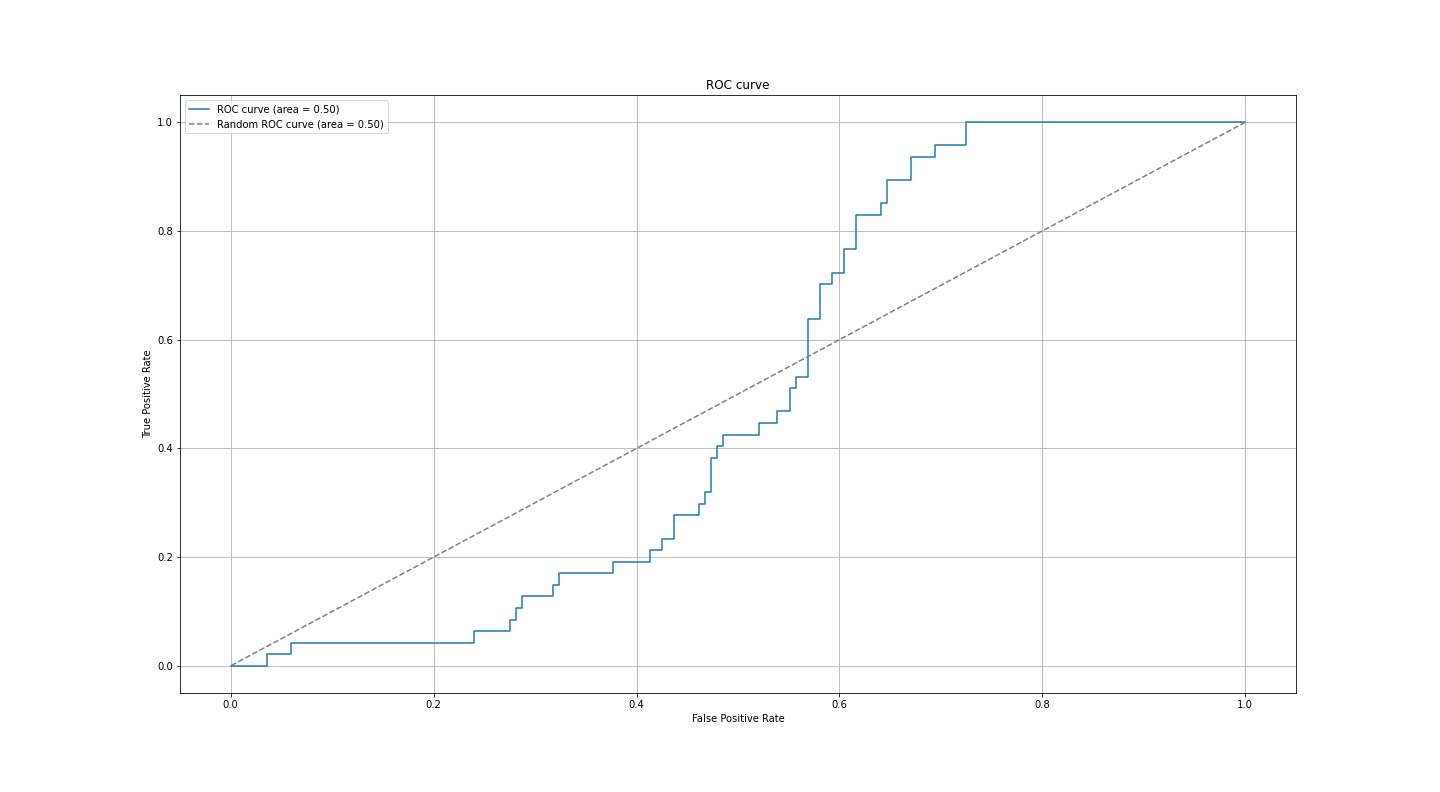 ROC curve
ROC curve (area = 0.50)
Random ROC curve (area = 0.50)
1.0
0.8
0.6
0.4
0.2
0.0
True Positive Rate
0.0 0.2 0.4 0.6 0.8 1.0
False Positive Rate